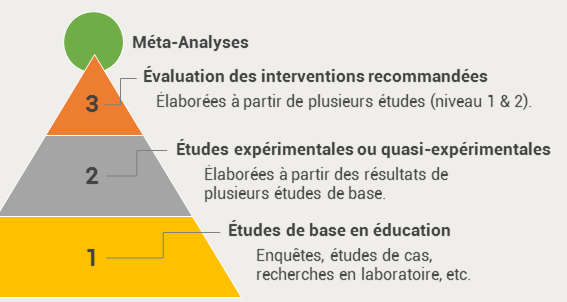 Méta-Analyses
Évaluation des interventions recommandées
3
Élaborées à partir de plusieurs études (niveau 1 & 2).
Études expérimentales ou quasi-expérimentales
2
Élaborées à partir des résultats de
plusieurs études de base.
Études de base en éducation
1
Enquêtes, études de cas,
recherches en laboratoire, etc.